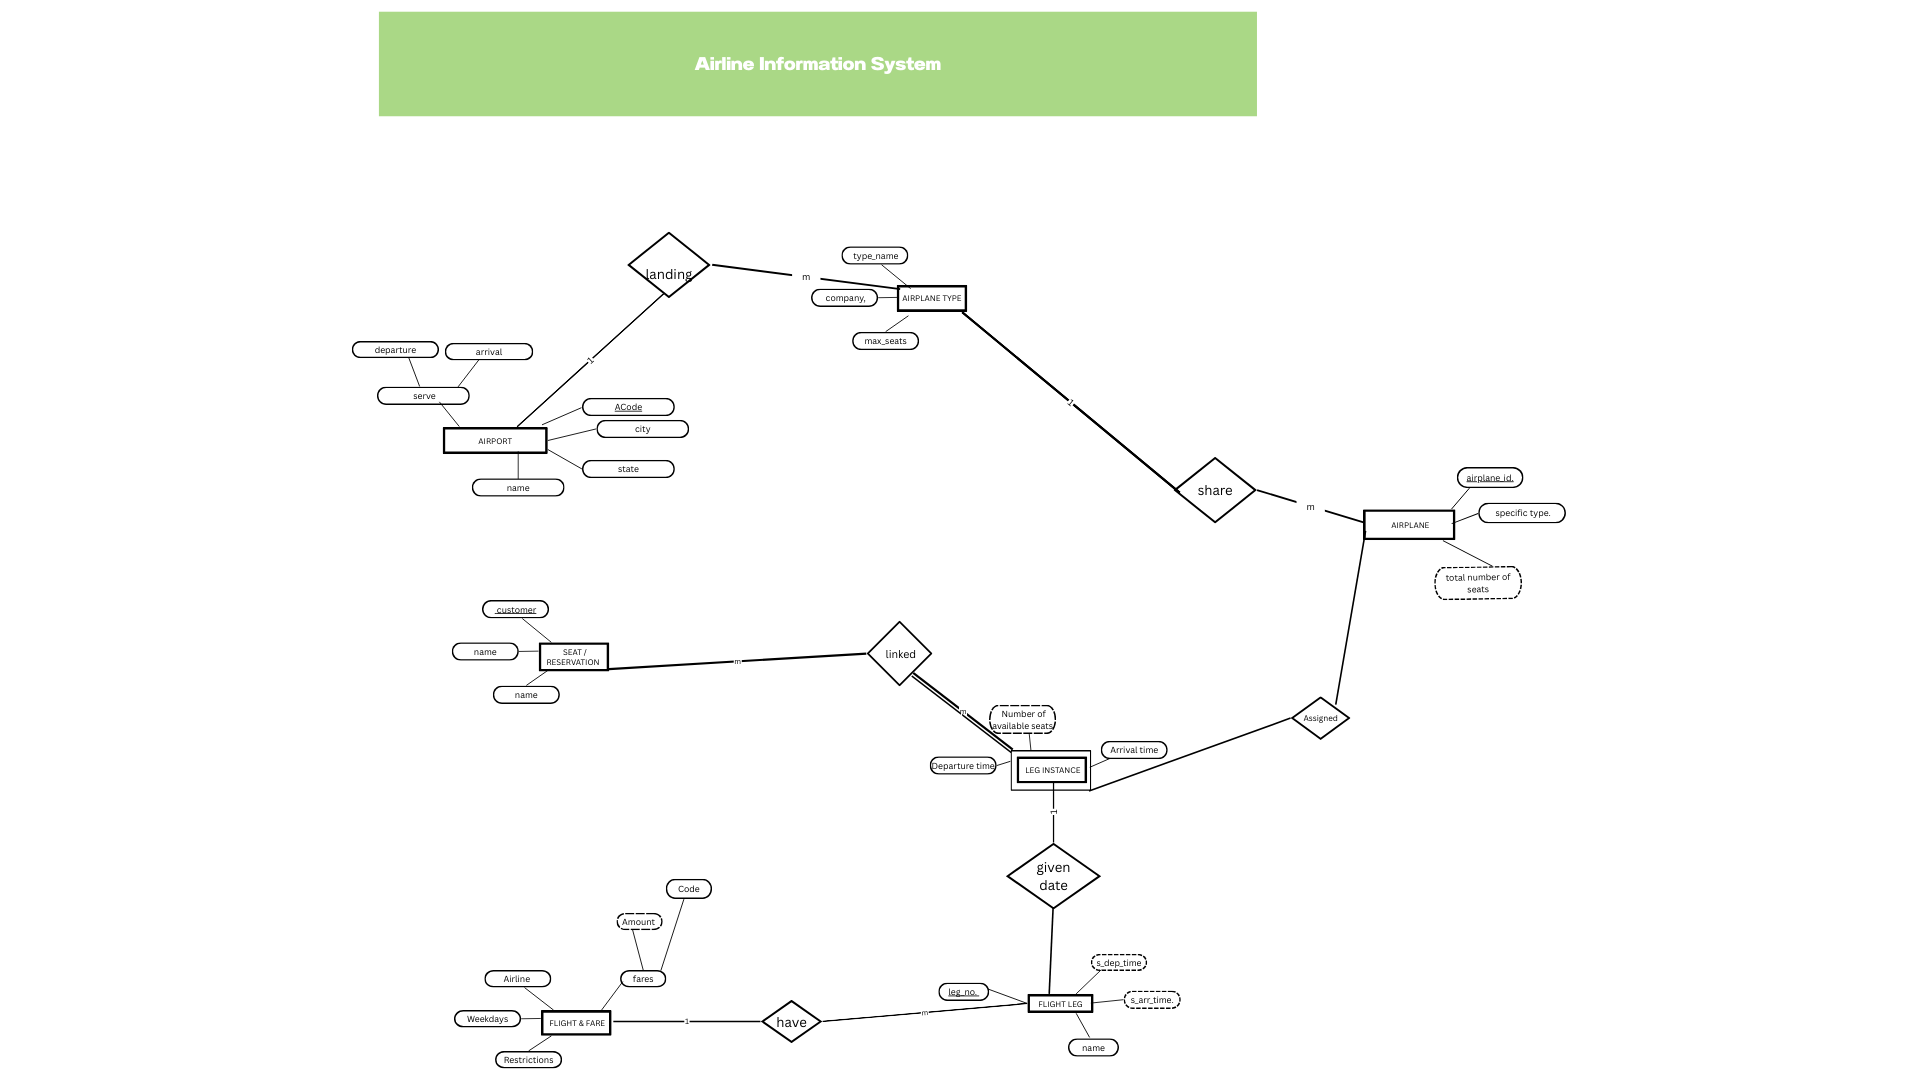 Airline Information System
landing
m
type_name
company,
AIRPLANE TYPE
max_seats
1
departure
arrival
serve
ACode
city
AIRPORT
state
name
1
share
m
airplane_id.
specific type.
AIRPLANE
total number of
seats
customer
name
SEAT /
RESERVATION
name
m
linked
m
Number of
available seats
Departure time
LEG INSTANCE
Arrival time
Assigned
1
given
date
Code
Amount
Airline
fares
Weekdays
FLIGHT & FARE
Restrictions
1
have
m
leg_no.
s_dep_time
FLIGHT LEG
s_arr_time.
name